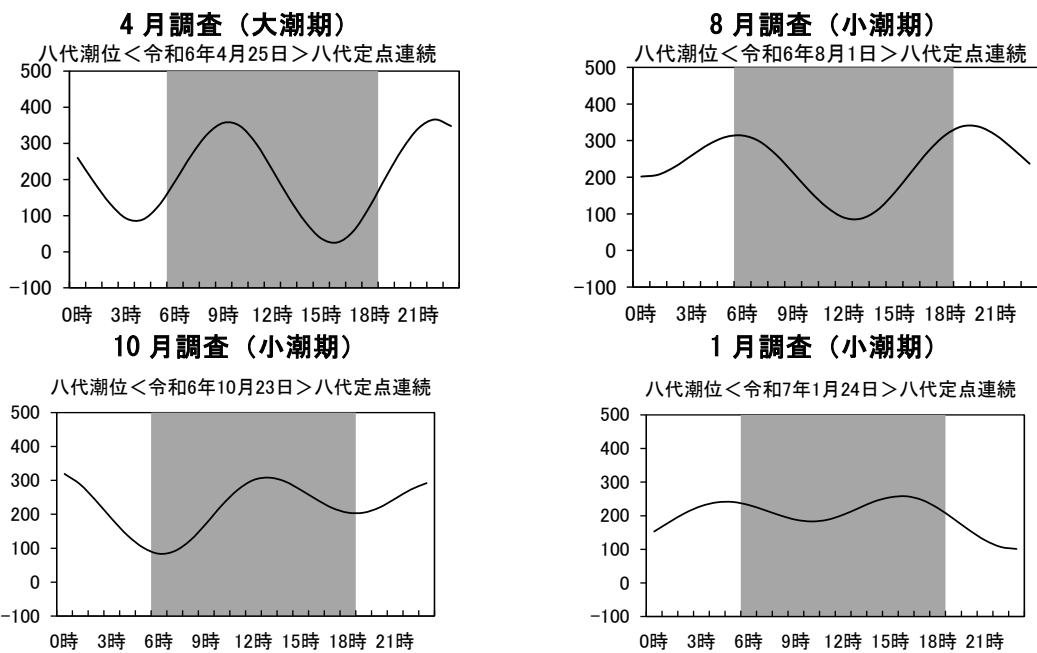 4 月調査（大潮期）
八代潮位＜令和6年4月25日＞八代定点連続
500
400
300
200
100
0
−100
0時 3時 6時 9時 12時 15時 18時 21時
8 月調査（小潮期）
八代潮位＜令和6年8月1日＞八代定点連続
500
400
300
200
100
0
−100
0時 3時 6時 9時 12時 15時 18時 21時
10 月調査（小潮期）
八代潮位＜令和6年10月23日＞八代定点連続
500
400
300
200
100
0
−100
0時 3時 6時 9時 12時 15時 18時 21時
1 月調査（小潮期）
八代潮位＜令和7年1月24日＞八代定点連続
500
400
300
200
100
0
−100
0時 3時 6時 9時 12時 15時 18時 21時